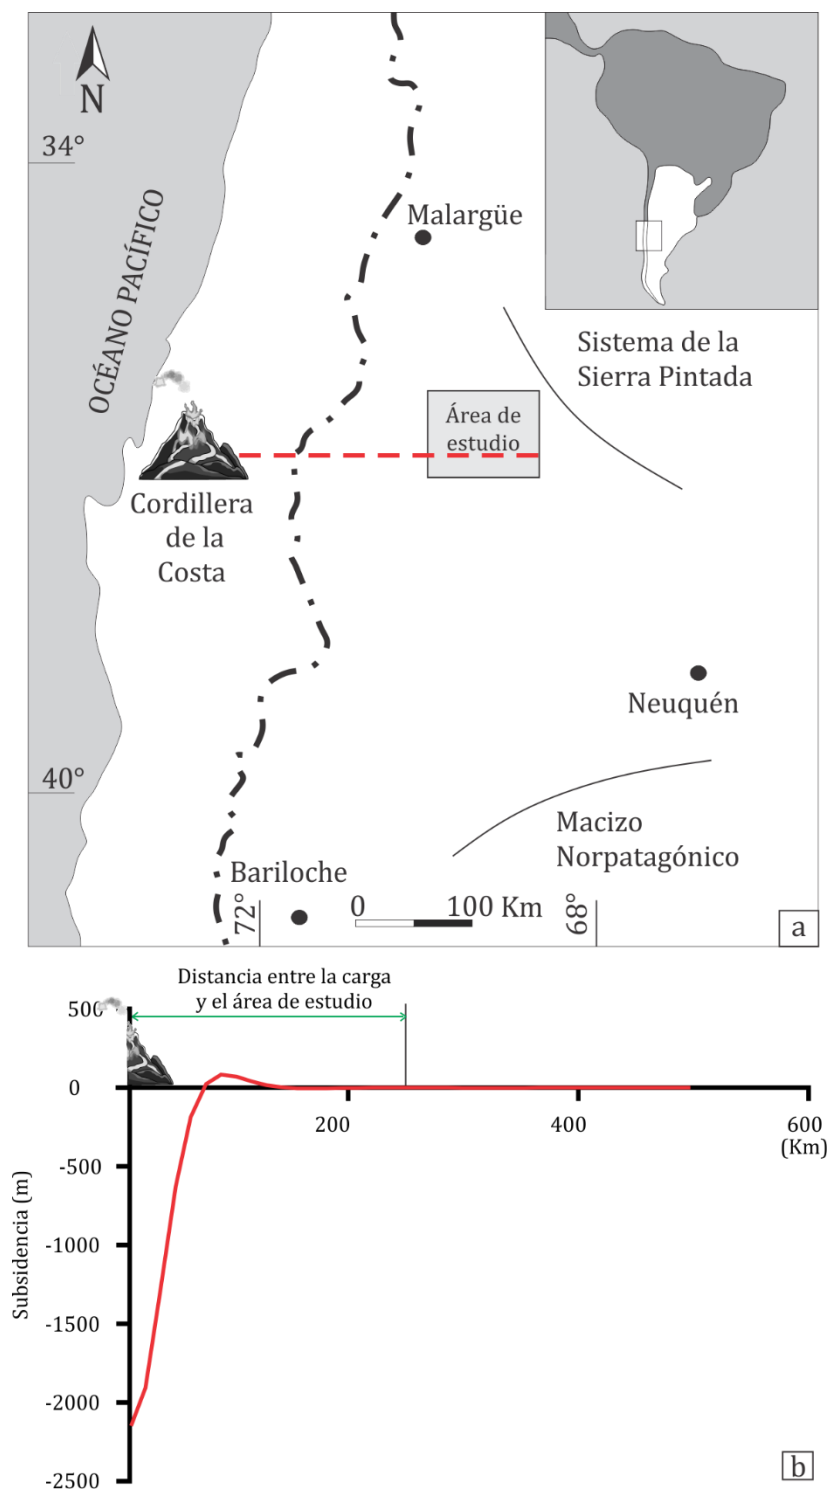 N
34°
OCÉANO PACÍFICO
Malargüe
Sistema de la
Sierra Pintada
Área de
estudio
Cordillera
de la
Costa
Neuquén
40°
Macizo
Norpatagónico
Bariloche
72°
0 100 Km
68°
a
Distancia entre la carga
y el área de estudio
500
0
200
400
600
(Km)
-500
-1000
-1500
-2000
-2500
Subsidencia (m)
b